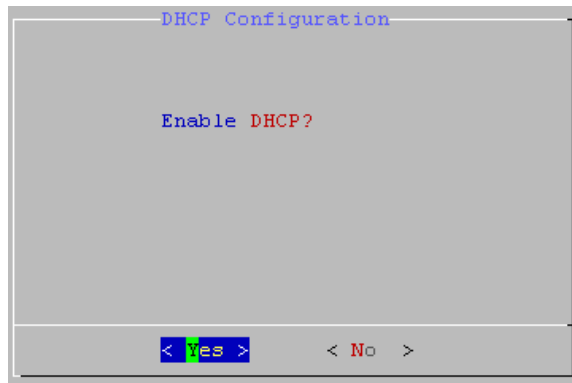 DHCP Configuration
Enable DHCP?
< Yes > < No >